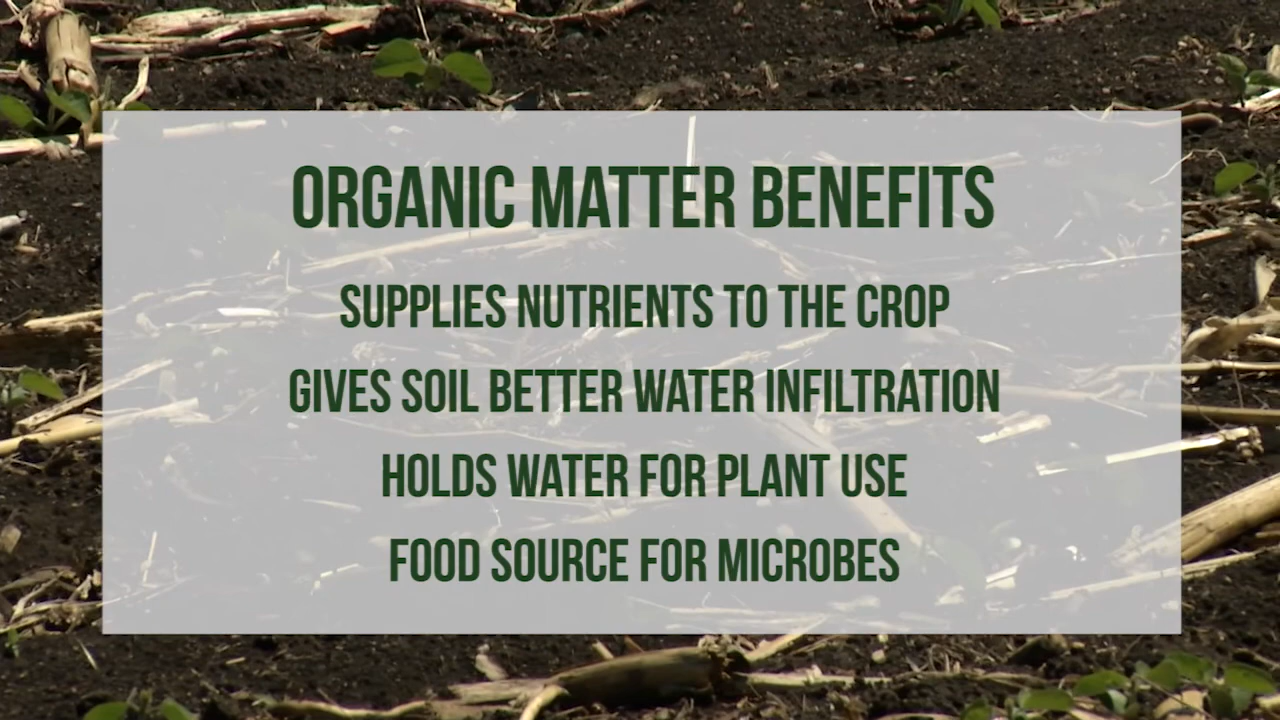 ORGANIC MATTER BENEFITS
SUPPLIES NUTRIENTS TO THE CROP
GIVES SOIL BETTER WATER INFILTRATION
HOLDS WATER FOR PLANT USE
FOOD SOURCE FOR MICROBES